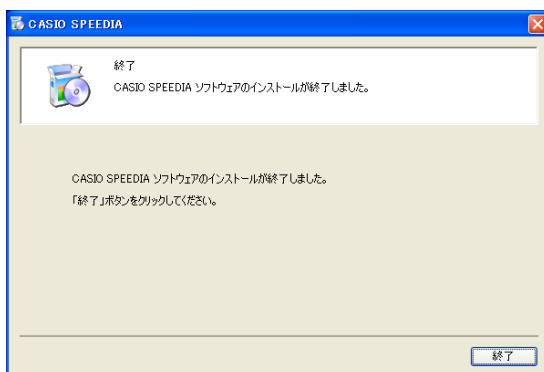 CASIO SPEEDIA
終了
CASIO SPEEDIA ソフトウェアのインストールが終了しました。
CASIO SPEEDIA ソフトウェアのインストールが終了しました。
「終了」ボタンをクリックしてください。
終了